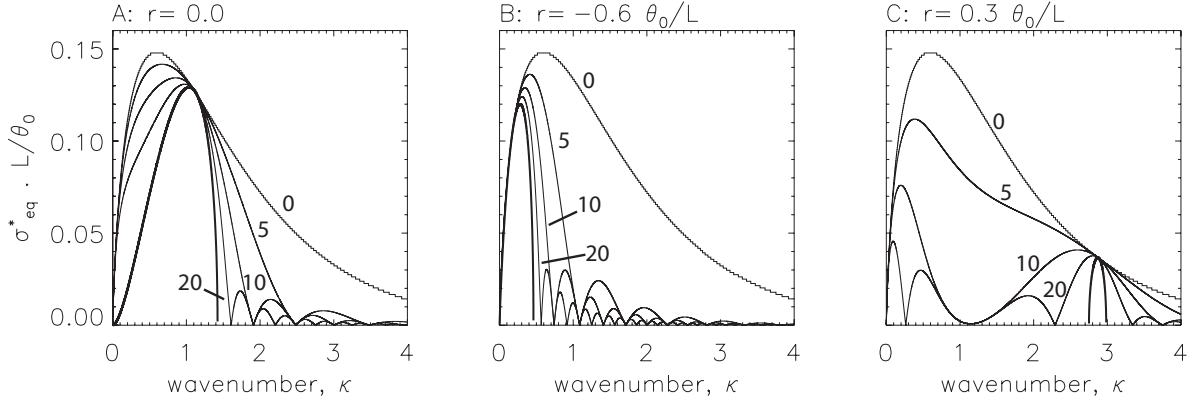 A: r= 0.0
B: r= −0.6 θ₀/L
C: r= 0.3 θ₀/L
σ*eq · L/θ₀
0.15
0.10
0.05
0.00
0
5
10
20
0
5
10
20
0
5
10
20
0 1 2 3 4
0 1 2 3 4
0 1 2 3 4
wavenumber, κ
wavenumber, κ
wavenumber, κ